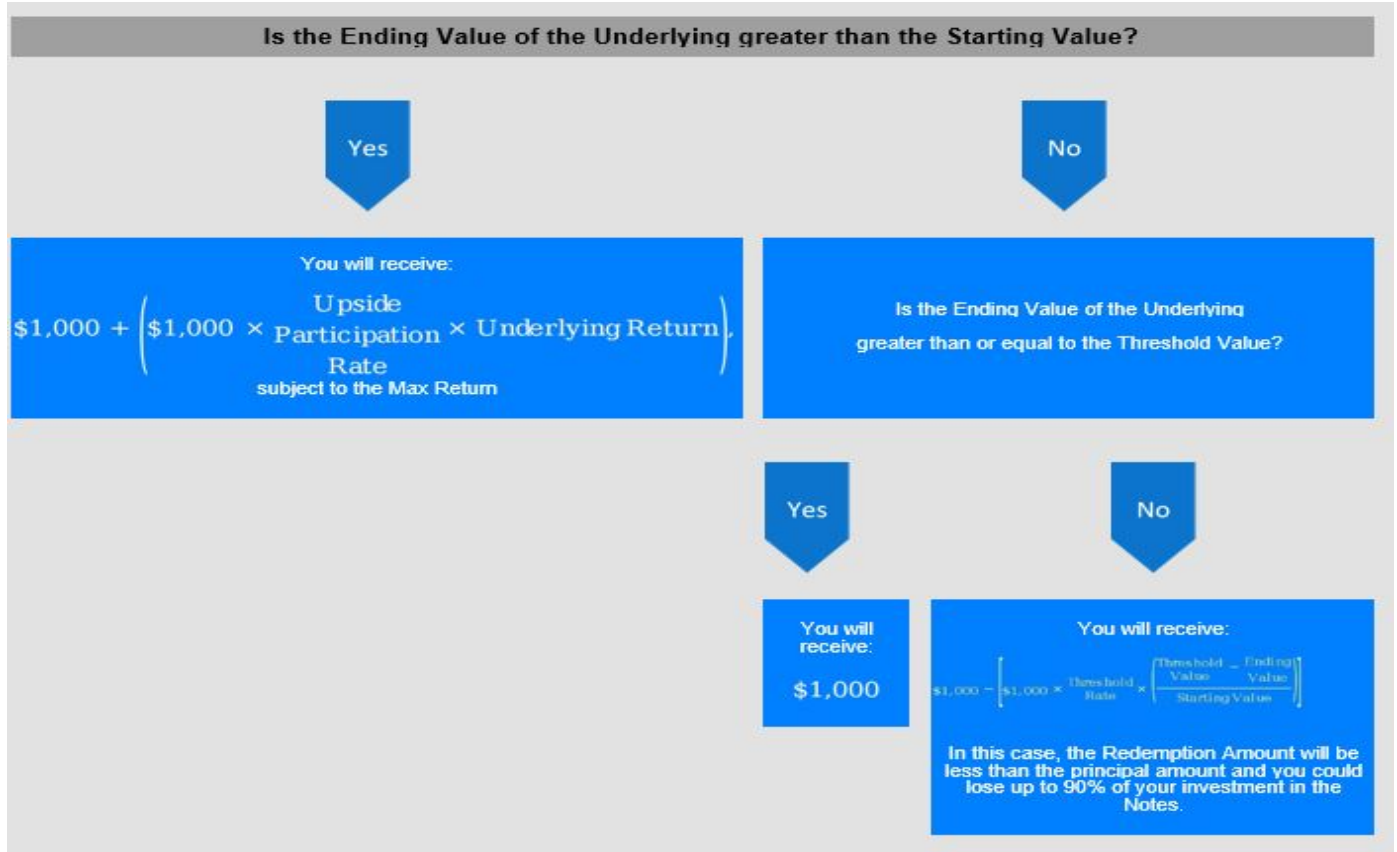 Is the Ending Value of the Underlying greater than the Starting Value?
Yes
No
You will receive:
$1,000 + ($1,000 × Upside Participation Rate × Underlying Return),
subject to the Max Return
Is the Ending Value of the Underlying
greater than or equal to the Threshold Value?
Yes
No
You will
receive:
$1,000
You will receive:
$1,000 − [$1,000 × Threshold Rate × (Threshold Value − Ending Value / Starting Value)]
In this case, the Redemption Amount will be
less than the principal amount and you could
lose up to 90% of your investment in the
Notes.